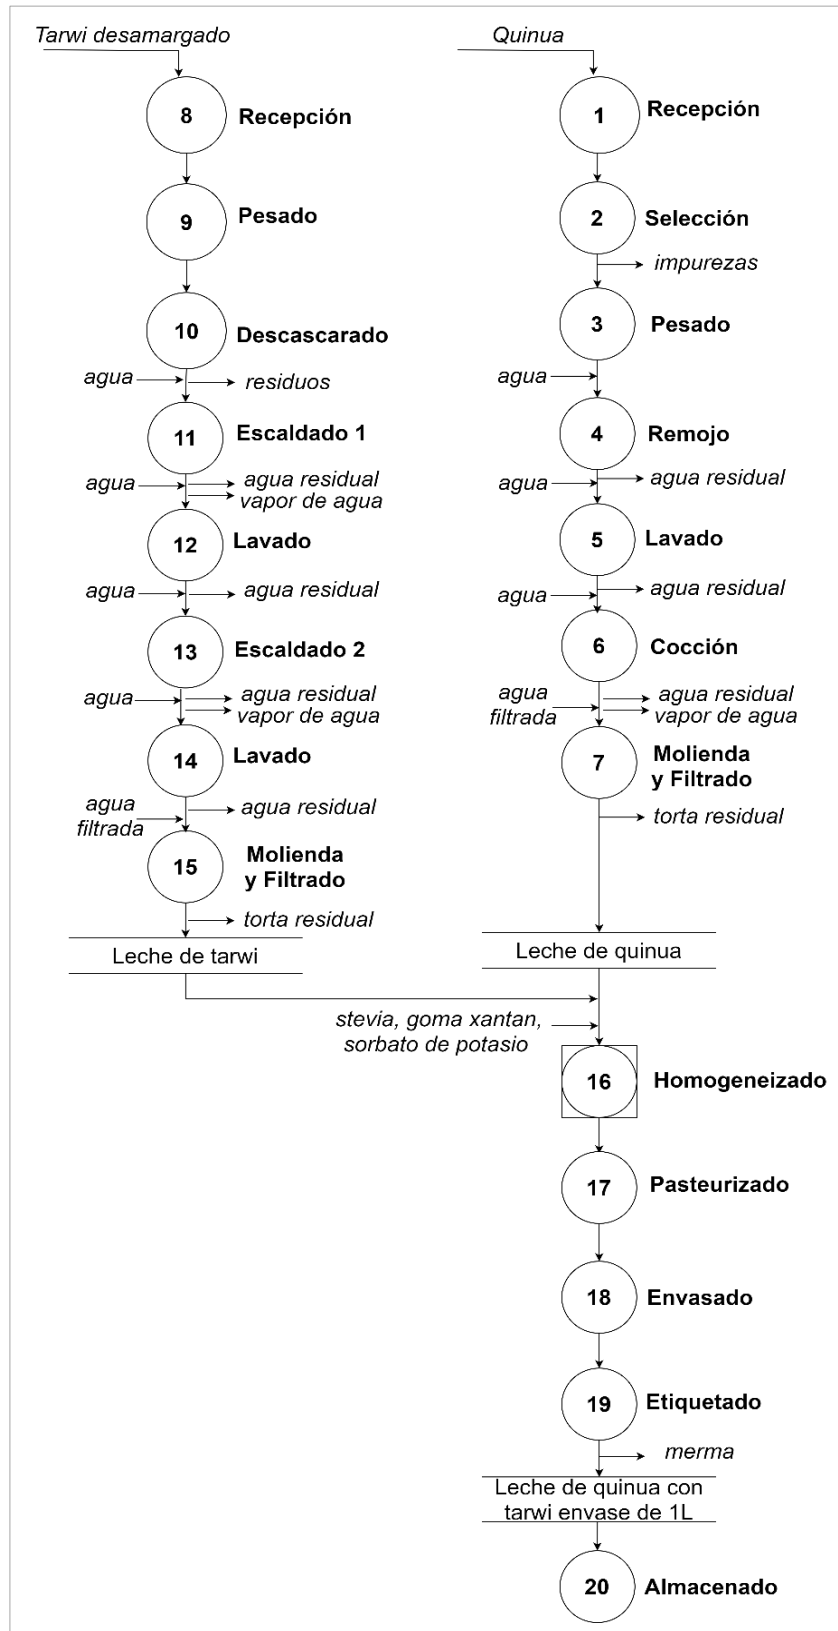 Tarwi desamargado
8
Recepción
9
Pesado
10
Descascarado
agua
residuos
11
Escaldado 1
agua
agua residual
vapor de agua
12
Lavado
agua
agua residual
13
Escaldado 2
agua
agua residual
vapor de agua
14
Lavado
agua
filtrada
agua residual
15
Molienda
y Filtrado
torta residual
Leche de tarwi
Quinua
1
Recepción
2
Selección
impurezas
3
Pesado
agua
4
Remojo
agua
agua residual
5
Lavado
agua
agua residual
6
Cocción
agua
filtrada
agua residual
vapor de agua
7
Molienda
y Filtrado
torta residual
Leche de quinua
stevia, goma xantan,
sorbato de potasio
16
Homogeneizado
17
Pasteurizado
18
Envasado
19
Etiquetado
merma
Leche de quinua con
tarwi envase de 1L
20
Almacenado